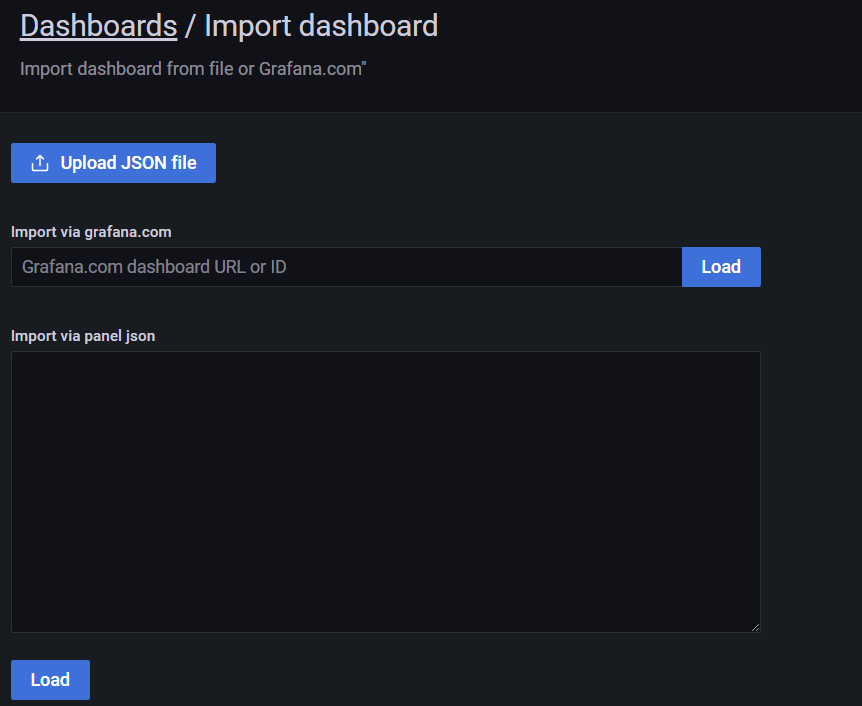 Dashboards / Import dashboard
Import dashboard from file or Grafana.com"
Upload JSON file
Import via grafana.com
Grafana.com dashboard URL or ID
Load
Import via panel json
Load